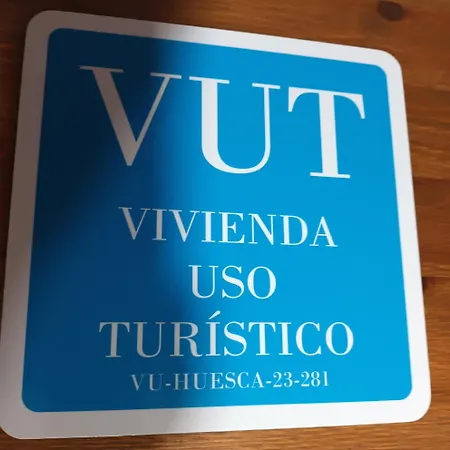 VUT
VIVIENDA
USO
TURÍSTICO
VU-HUESCA-23-281